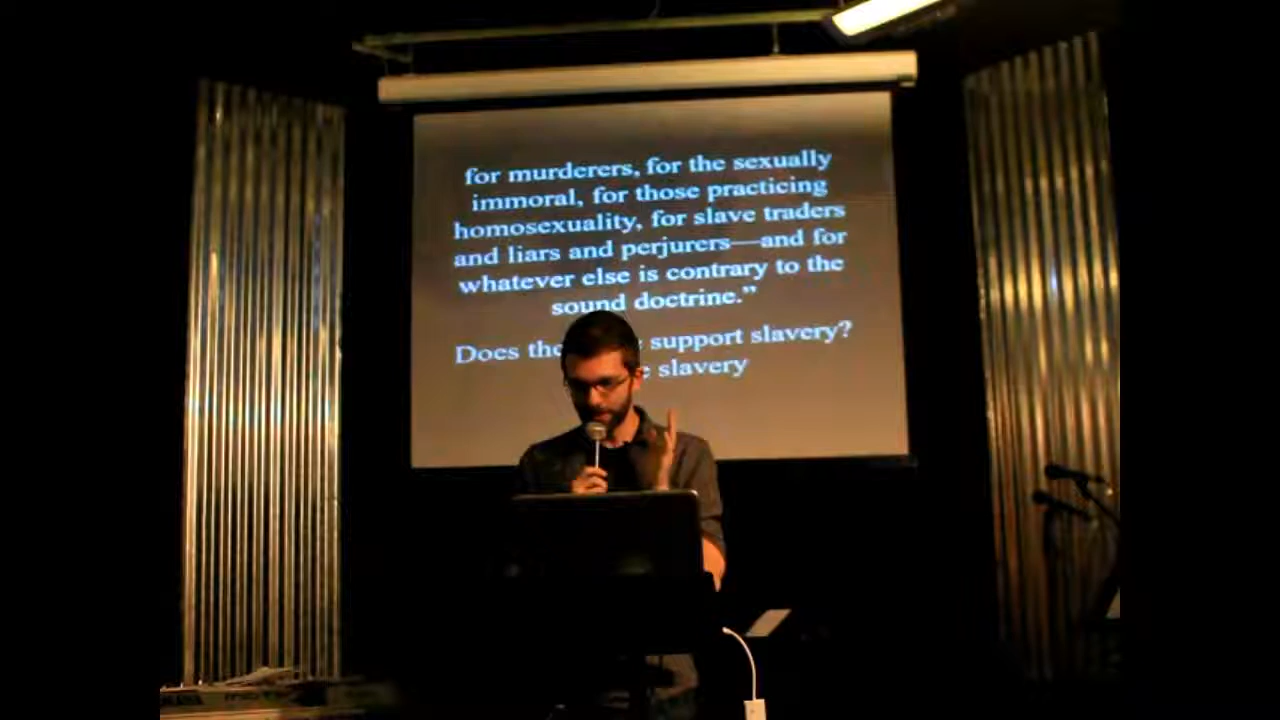 for murderers, for the sexually
immoral, for those practicing
homosexuality, for slave traders
and liars and perjurers—and for
whatever else is contrary to the
sound doctrine.”
Does the support slavery?
slavery